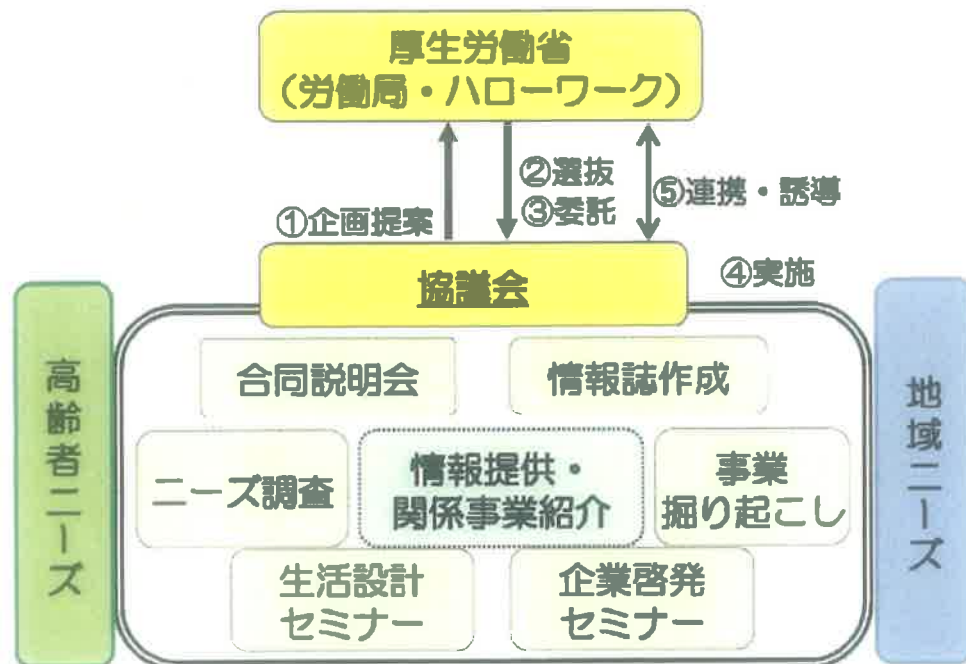 厚生労働省
（労働局・ハローワーク）
②選抜
③委託
⑤連携・誘導
①企画提案
協議会
④実施
高齢者ニーズ
地域ニーズ
合同説明会
情報誌作成
ニーズ調査
情報提供・
関係事業紹介
事業
掘り起こし
生活設計
セミナー
企業啓発
セミナー